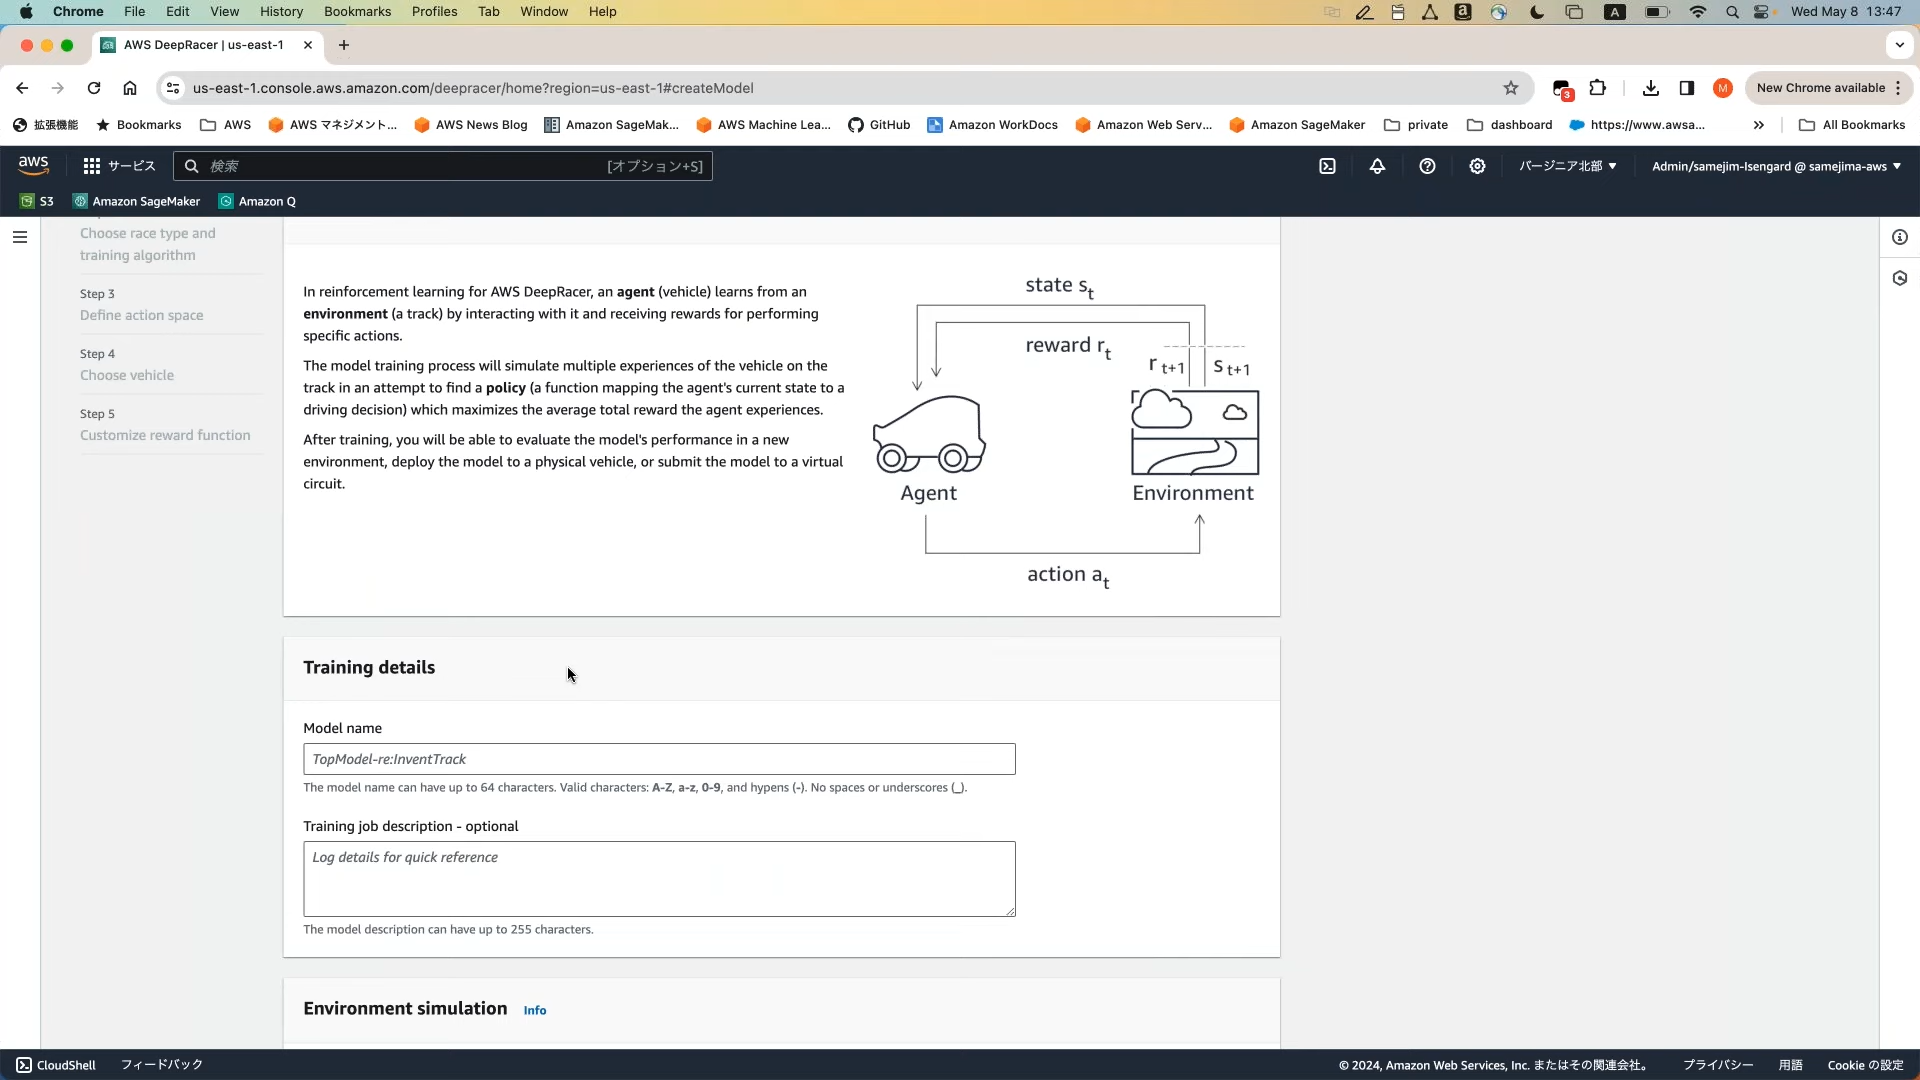 Chrome File Edit View History Bookmarks Profiles Tab Window Help
A
Wed May 8 13:47
AWS DeepRacer | us-east-1
us-east-1.console.aws.amazon.com/deepracer/home?region=us-east-1#createModel
3
M
New Chrome available
拡張機能 Bookmarks AWS AWS マネジメント... AWS News Blog Amazon SageMak... AWS Machine Lea... GitHub Amazon WorkDocs Amazon Web Serv... Amazon SageMaker private dashboard https://www.awsa... All Bookmarks
aws サービス 検索 [オプション+S] バージニア北部 Admin/samejim-Isengard @ samejima-aws
S3 Amazon SageMaker Amazon Q
Choose race type and
training algorithm
Step 3
Define action space
Step 4
Choose vehicle
Step 5
Customize reward function
In reinforcement learning for AWS DeepRacer, an agent (vehicle) learns from an
environment (a track) by interacting with it and receiving rewards for performing
specific actions.
The model training process will simulate multiple experiences of the vehicle on the
track in an attempt to find a policy (a function mapping the agent's current state to a
driving decision) which maximizes the average total reward the agent experiences.
After training, you will be able to evaluate the model's performance in a new
environment, deploy the model to a physical vehicle, or submit the model to a virtual
circuit.
state st
reward rt
r t+1 s t+1
Agent
Environment
action at
Training details
Model name
TopModel-re:InventTrack
The model name can have up to 64 characters. Valid characters: A-Z, a-z, 0-9, and hypens (-). No spaces or underscores (_).
Training job description - optional
Log details for quick reference
The model description can have up to 255 characters.
Environment simulation Info
CloudShell フィードバック © 2024, Amazon Web Services, Inc. またはその関連会社。 プライバシー 用語 Cookie の設定